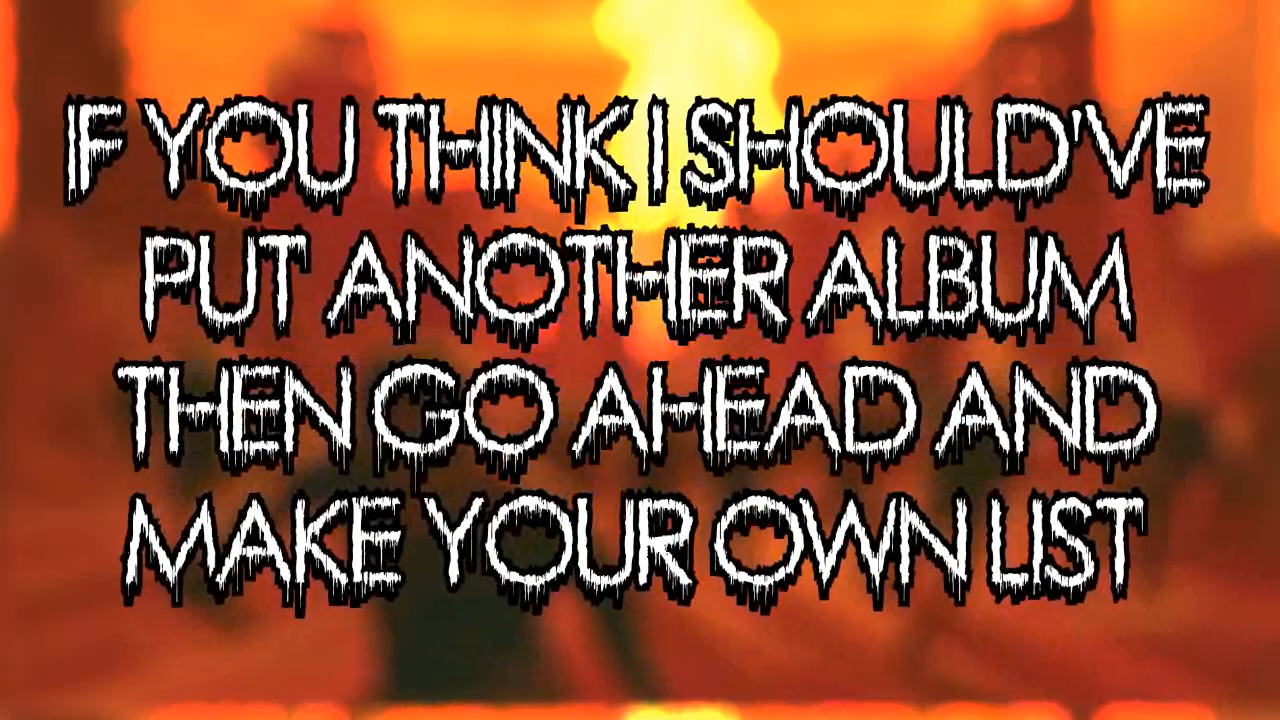 IF YOU THINK I SHOULD'VE
PUT ANOTHER ALBUM
THEN GO AHEAD AND
MAKE YOUR OWN LIST